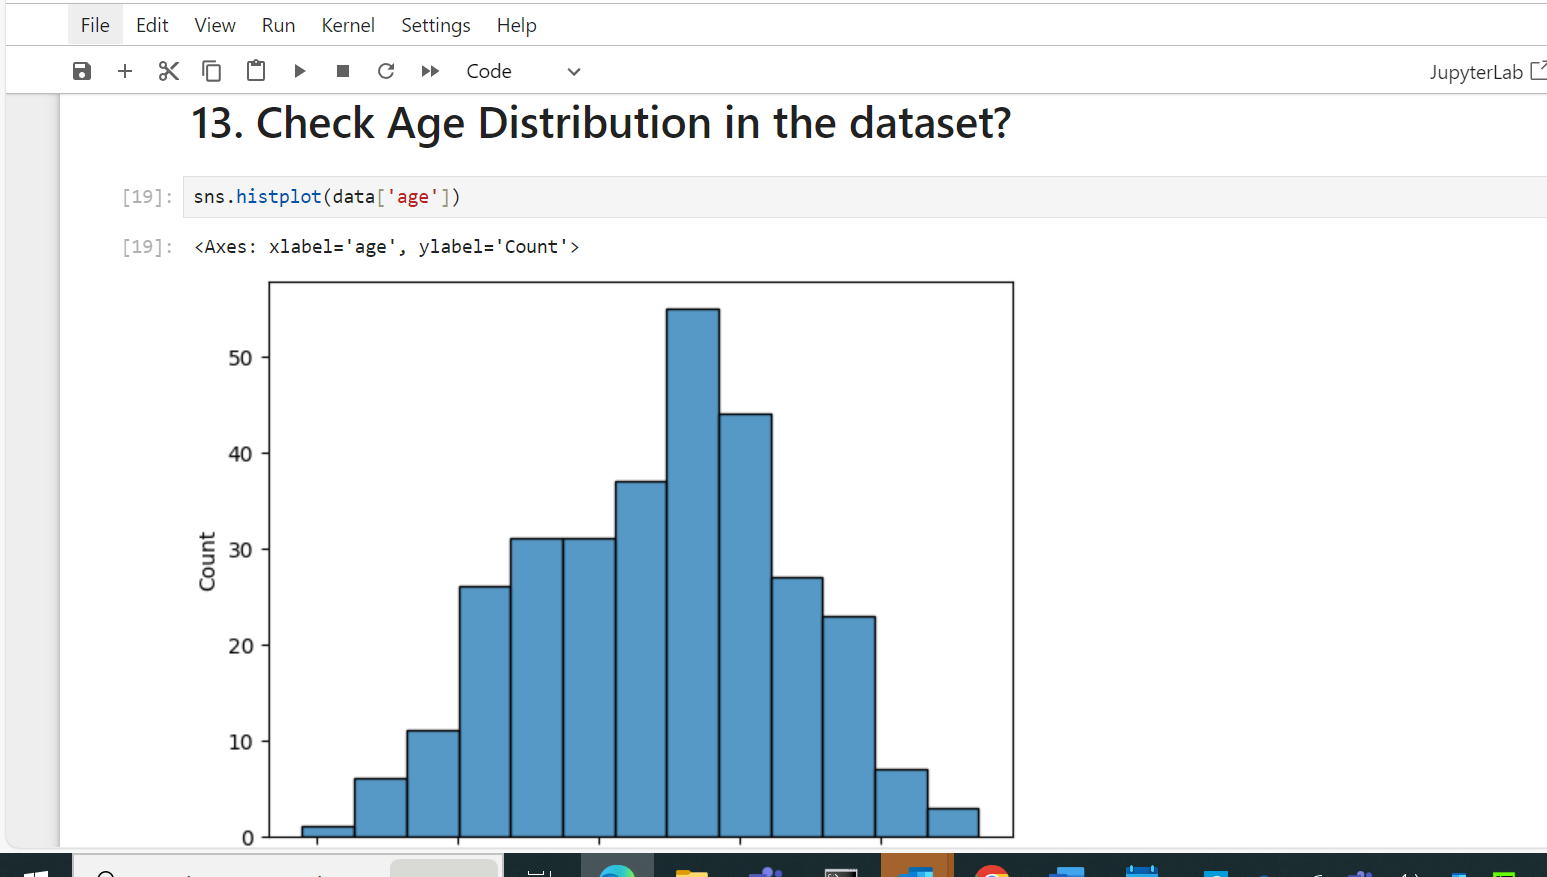 File Edit View Run Kernel Settings Help
Code
JupyterLab
13. Check Age Distribution in the dataset?
[19]: sns.histplot(data['age'])
[19]: <Axes: xlabel='age', ylabel='Count'>
50
40
30
20
10
0
Count